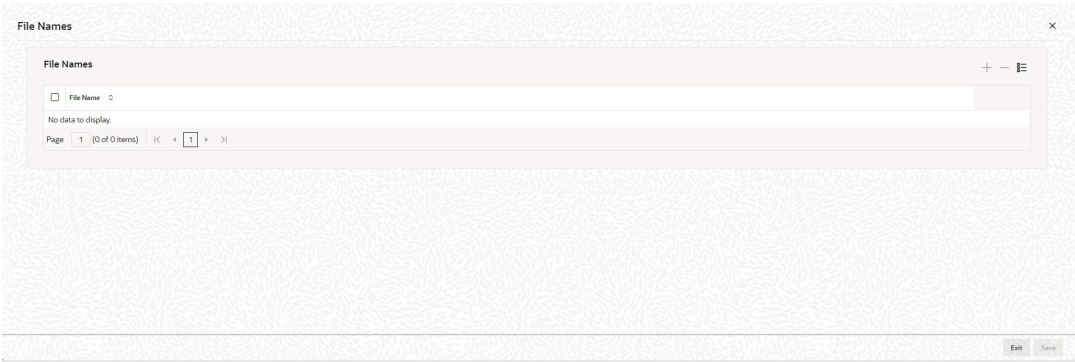 File Names
File Names
File Name
No data to display.
Page 1 (0 of 0 items) 1
Exit Save